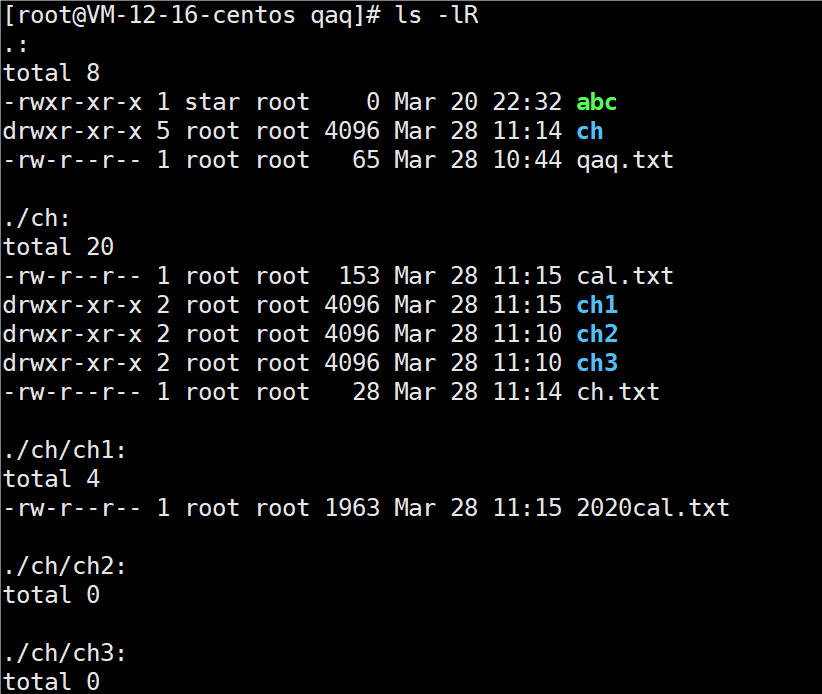 [root@VM-12-16-centos qaq]# ls -lR
.:
total 8
-rwxr-xr-x 1 star root    0 Mar 20 22:32 abc
drwxr-xr-x 5 root root 4096 Mar 28 11:14 ch
-rw-r--r-- 1 root root   65 Mar 28 10:44 qaq.txt

./ch:
total 20
-rw-r--r-- 1 root root  153 Mar 28 11:15 cal.txt
drwxr-xr-x 2 root root 4096 Mar 28 11:15 ch1
drwxr-xr-x 2 root root 4096 Mar 28 11:10 ch2
drwxr-xr-x 2 root root 4096 Mar 28 11:10 ch3
-rw-r--r-- 1 root root   28 Mar 28 11:14 ch.txt

./ch/ch1:
total 4
-rw-r--r-- 1 root root 1963 Mar 28 11:15 2020cal.txt

./ch/ch2:
total 0

./ch/ch3:
total 0